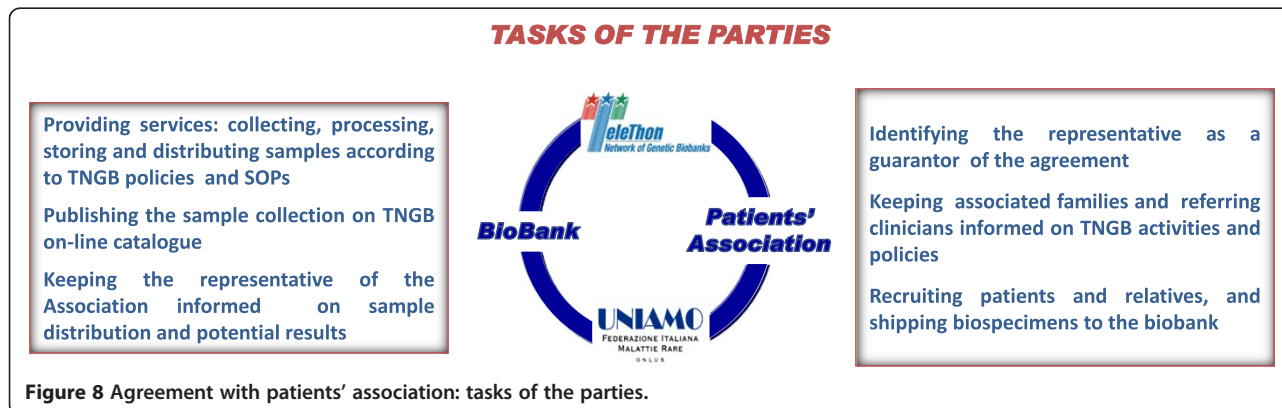 TASKS OF THE PARTIES
Providing services: collecting, processing,
storing and distributing samples according
to TNGB policies and SOPs
Publishing the sample collection on TNGB
on-line catalogue
Keeping the representative of the
Association informed on sample
distribution and potential results
TeleThon
Network of Genetic Biobanks
BioBank
Patients'
Association
UNIAMO
FEDERAZIONE ITALIANA
MALATTIE RARE
ONLUS
Identifying the representative as a
guarantor of the agreement
Keeping associated families and referring
clinicians informed on TNGB activities and
policies
Recruiting patients and relatives, and
shipping biospecimens to the biobank
Figure 8 Agreement with patients' association: tasks of the parties.